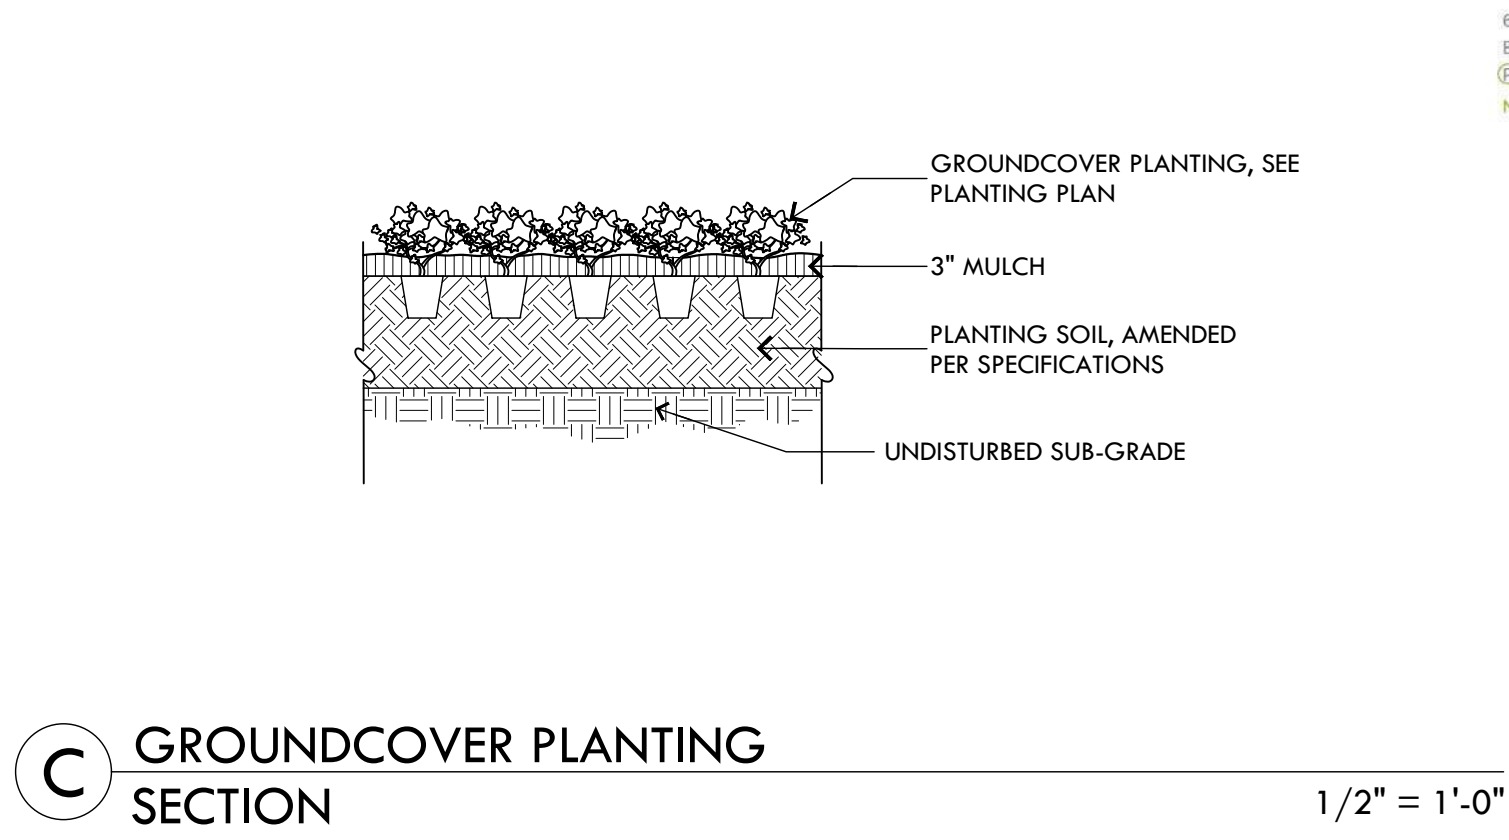 GROUNDCOVER PLANTING, SEE
PLANTING PLAN
3" MULCH
PLANTING SOIL, AMENDED
PER SPECIFICATIONS
UNDISTURBED SUB-GRADE
C
GROUNDCOVER PLANTING
SECTION
1/2" = 1'-0"